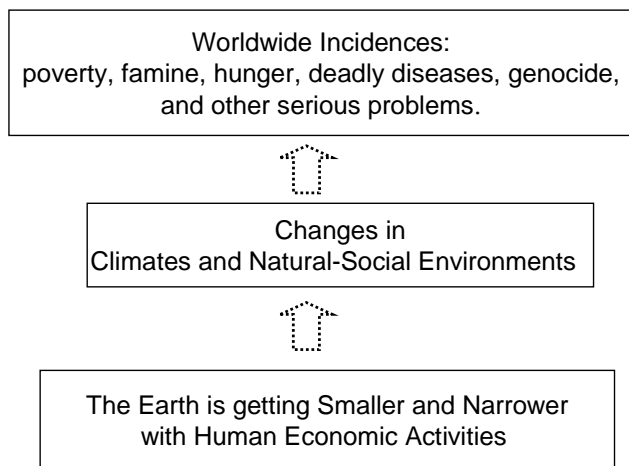 Worldwide Incidences:
poverty, famine, hunger, deadly diseases, genocide,
and other serious problems.
Changes in
Climates and Natural-Social Environments
The Earth is getting Smaller and Narrower
with Human Economic Activities